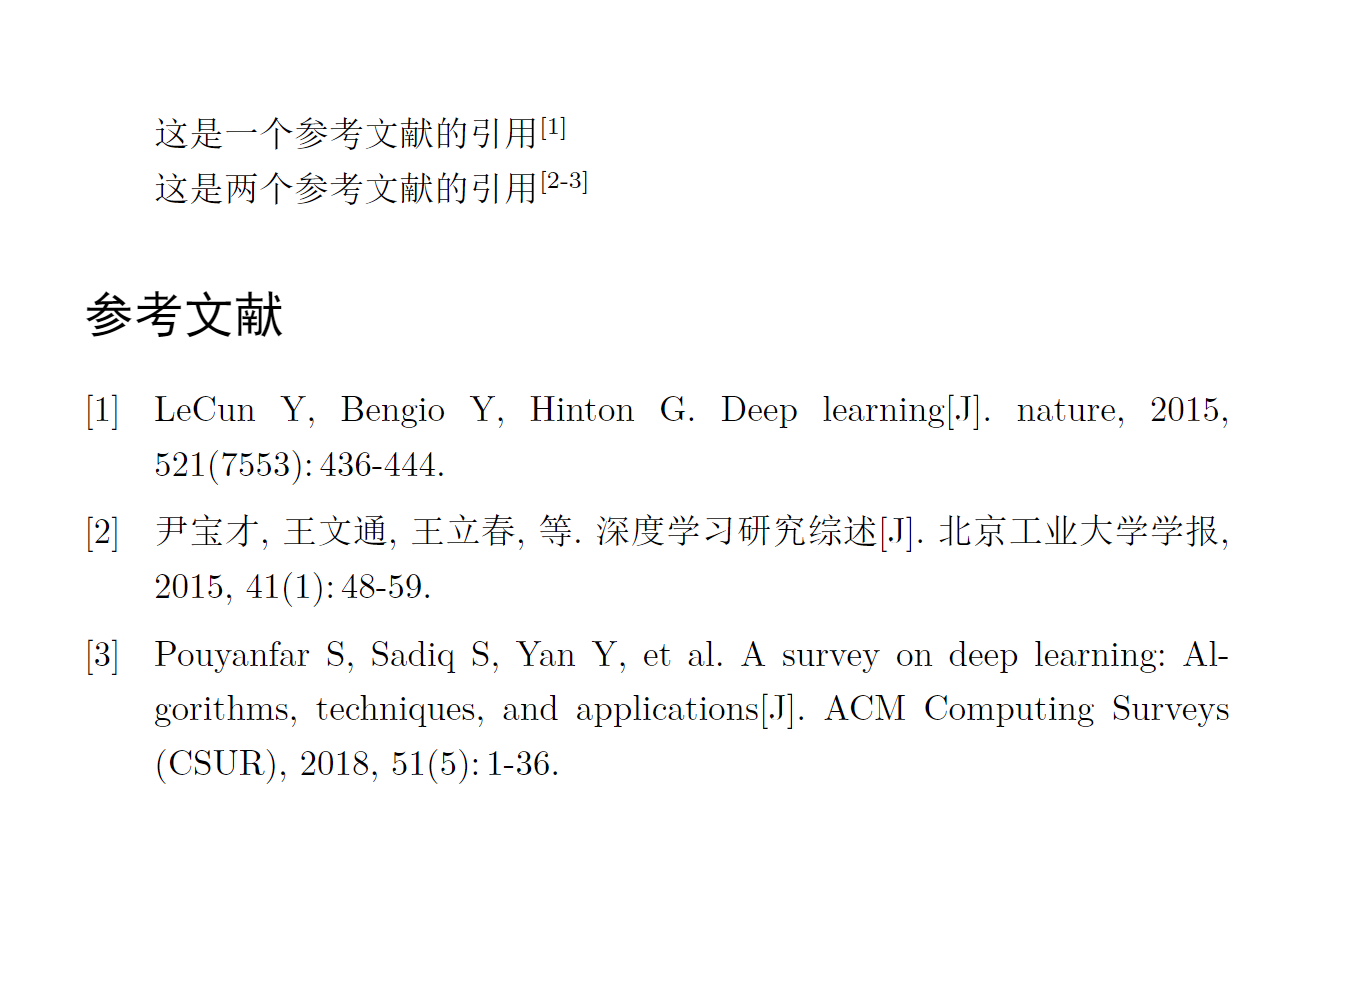 这是一个参考文献的引用[1]
这是两个参考文献的引用[2-3]
参考文献
[1] LeCun Y, Bengio Y, Hinton G. Deep learning[J]. nature, 2015,
521(7553): 436-444.
[2] 尹宝才, 王文通, 王立春, 等. 深度学习研究综述[J]. 北京工业大学学报,
2015, 41(1): 48-59.
[3] Pouyanfar S, Sadiq S, Yan Y, et al. A survey on deep learning: Al-
gorithms, techniques, and applications[J]. ACM Computing Surveys
(CSUR), 2018, 51(5): 1-36.